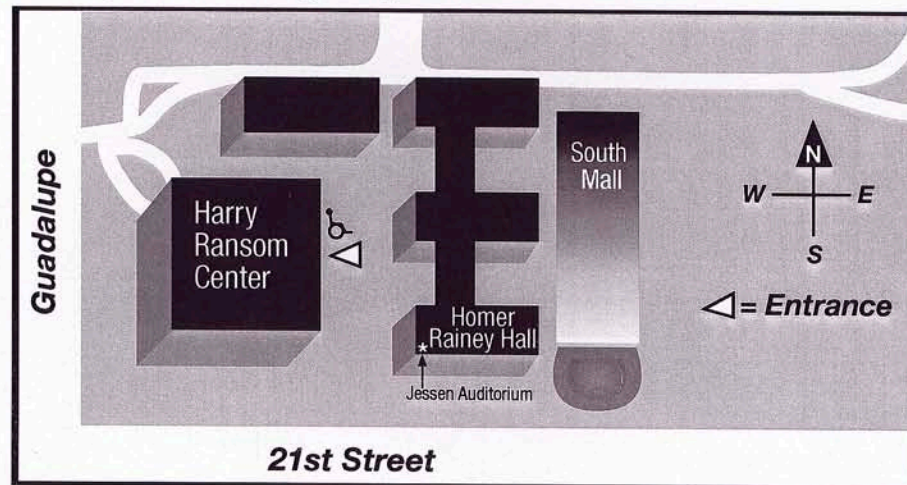 Guadalupe
Harry
Ransom
Center
South
Mall
N
W
E
S
= Entrance
Homer
Rainey Hall
*
Jessen Auditorium
21st Street